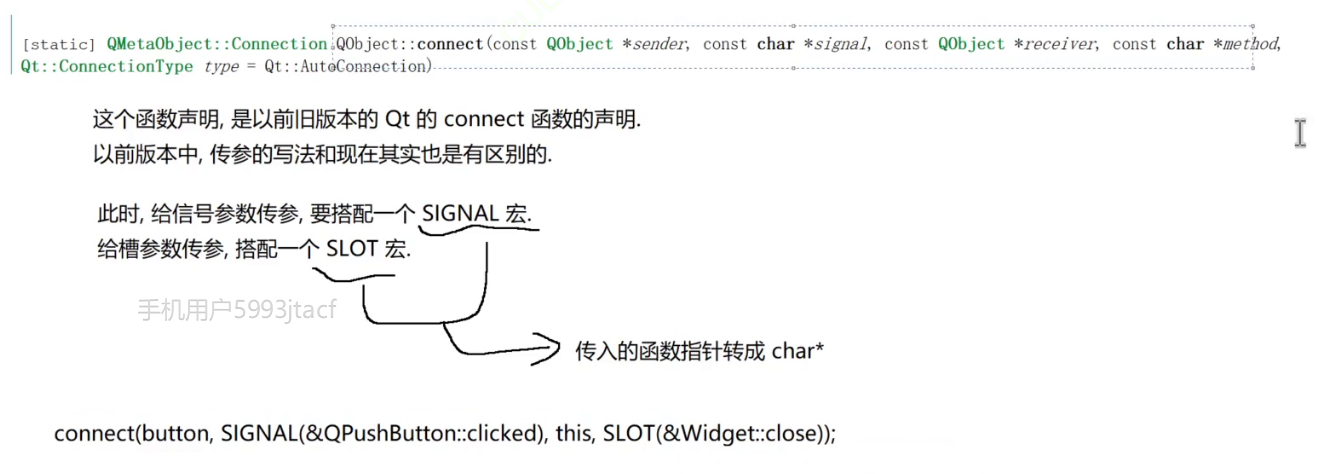 [static] QMetaObject::Connection QObject::connect(const QObject *sender, const char *signal, const QObject *receiver, const char *method,
Qt::ConnectionType type = Qt::AutoConnection)
这个函数声明, 是以前旧版本的 Qt 的 connect 函数的声明.
以前版本中, 传参的写法和现在其实也是有区别的.
此时, 给信号参数传参, 要搭配一个 SIGNAL 宏.
给槽参数传参, 搭配一个 SLOT 宏.
手机用户5993jtacf
传入的函数指针转成 char*
connect(button, SIGNAL(&QPushButton::clicked), this, SLOT(&Widget::close));